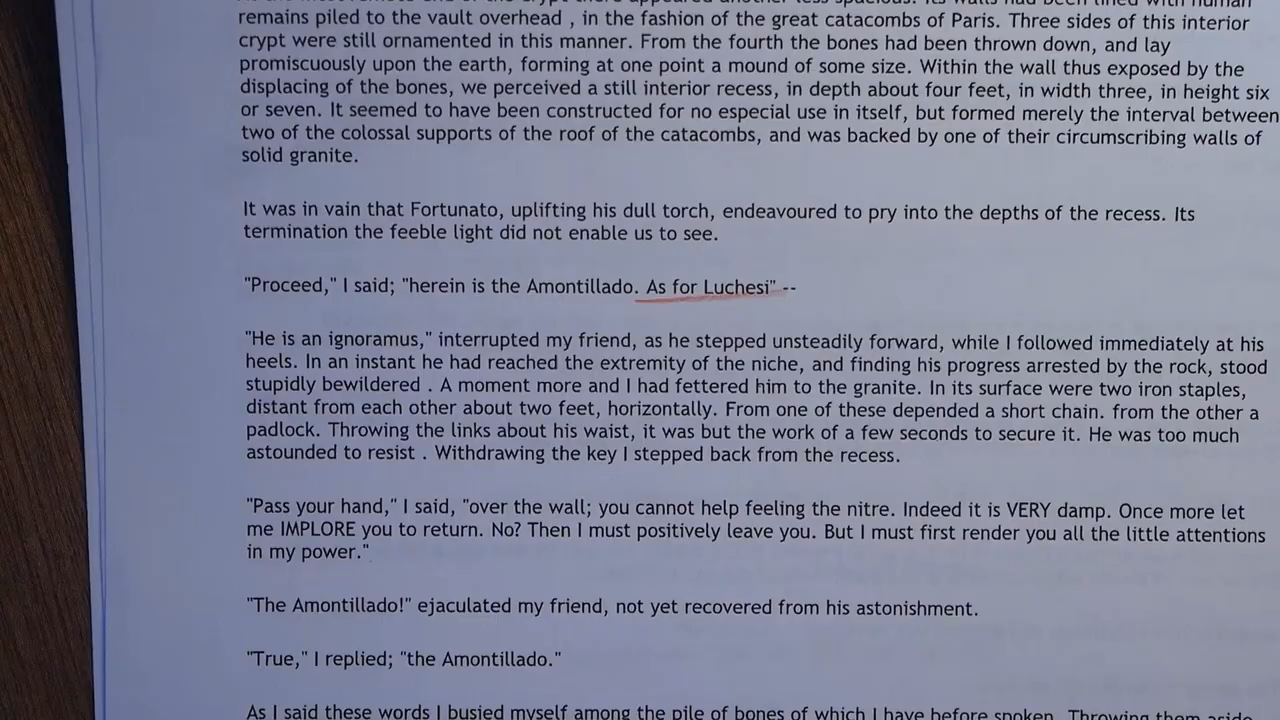 remains piled to the vault overhead , in the fashion of the great catacombs of Paris. Three sides of this interior
crypt were still ornamented in this manner. From the fourth the bones had been thrown down, and lay
promiscuously upon the earth, forming at one point a mound of some size. Within the wall thus exposed by the
displacing of the bones, we perceived a still interior recess, in depth about four feet, in width three, in height six
or seven. It seemed to have been constructed for no especial use in itself, but formed merely the interval between
two of the colossal supports of the roof of the catacombs, and was backed by one of their circumscribing walls of
solid granite.
It was in vain that Fortunato, uplifting his dull torch, endeavoured to pry into the depths of the recess. Its
termination the feeble light did not enable us to see.
"Proceed," I said; "herein is the Amontillado. As for Luchesi" --
"He is an ignoramus," interrupted my friend, as he stepped unsteadily forward, while I followed immediately at his
heels. In an instant he had reached the extremity of the niche, and finding his progress arrested by the rock, stood
stupidly bewildered . A moment more and I had fettered him to the granite. In its surface were two iron staples,
distant from each other about two feet, horizontally. From one of these depended a short chain. from the other a
padlock. Throwing the links about his waist, it was but the work of a few seconds to secure it. He was too much
astounded to resist . Withdrawing the key I stepped back from the recess.
"Pass your hand," I said, "over the wall; you cannot help feeling the nitre. Indeed it is VERY damp. Once more let
me IMPLORE you to return. No? Then I must positively leave you. But I must first render you all the little attentions
in my power."
"The Amontillado!" ejaculated my friend, not yet recovered from his astonishment.
"True," I replied; "the Amontillado."
As I said these words I busied myself among the pile of bones of which I have before spoken. Throwing them aside